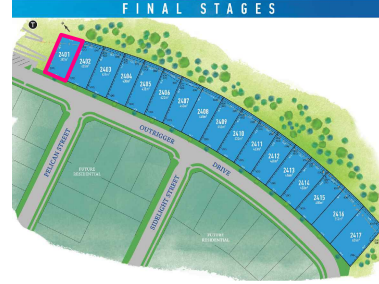 FINAL STAGES
T
2401
2402
2403
2404
2405
2406
2407
2408
2409
2410
2411
2412
2413
2414
2415
2416
2417
OUTRIGGER
DRIVE
PELICAN STREET
SIDELIGHT STREET
FUTURE
RESIDENTIAL
FUTURE
RESIDENTIAL